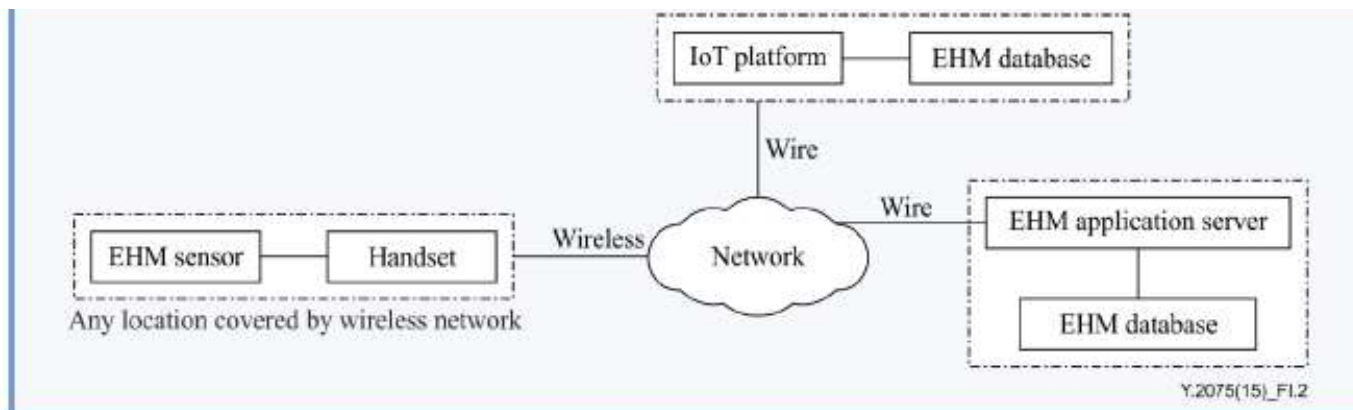 IoT platform
EHM database
Wire
Wire
EHM application server
EHM sensor
Handset
Wireless
Network
Any location covered by wireless network
EHM database
Y.2075(15)_FI.2